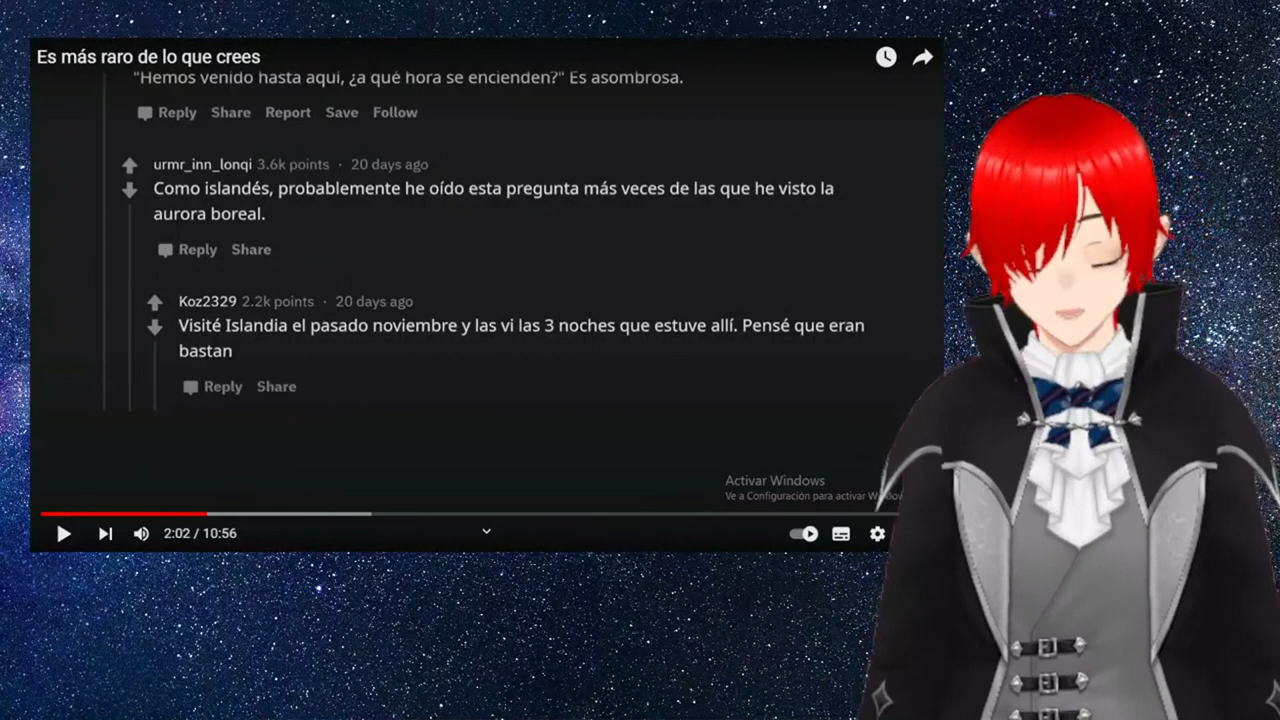 Es más raro de lo que crees
"Hemos venido hasta aquí, ¿a qué hora se encienden?" Es asombrosa.
Reply Share Report Save Follow
urmr_inn_lonqi 3.6k points · 20 days ago
Como islandés, probablemente he oído esta pregunta más veces de las que he visto la
aurora boreal.
Reply Share
Koz2329 2.2k points · 20 days ago
Visité Islandia el pasado noviembre y las vi las 3 noches que estuve allí. Pensé que eran
bastan
Reply Share
Activar Windows
Ve a Configuración para activar
2:02 / 10:56